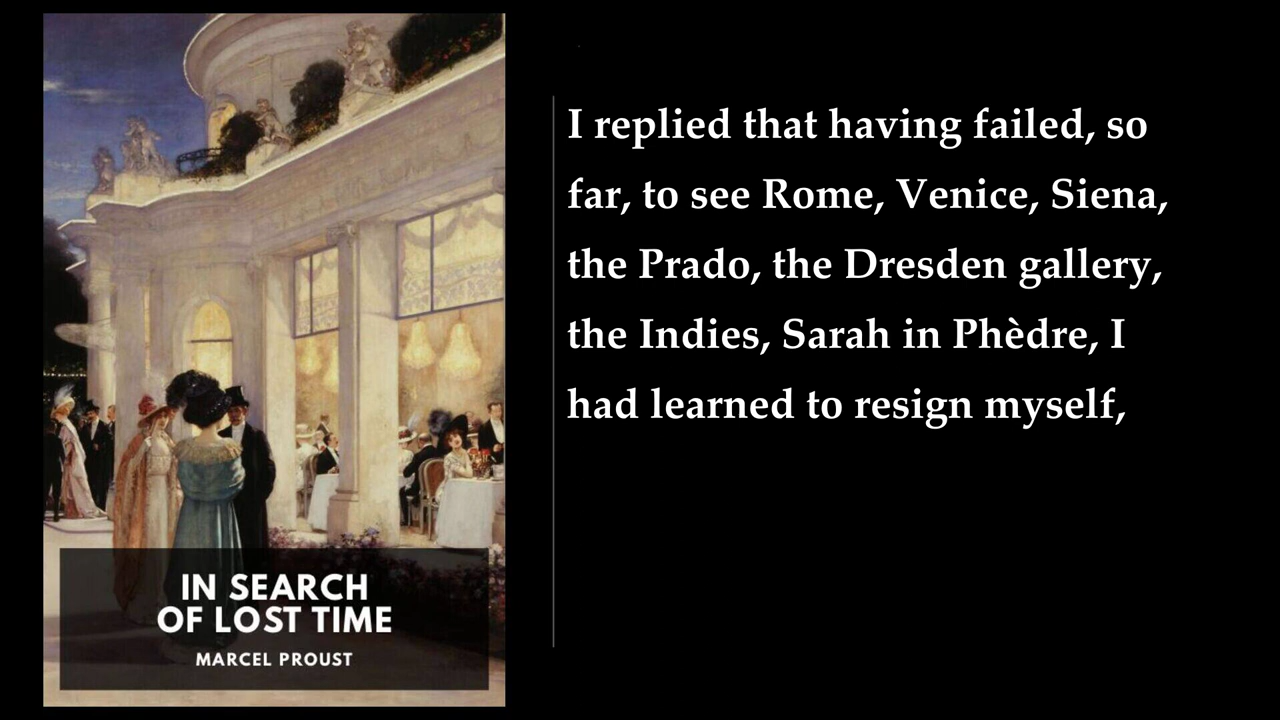 I replied that having failed, so
far, to see Rome, Venice, Siena,
the Prado, the Dresden gallery,
the Indies, Sarah in Phèdre, I
had learned to resign myself,
IN SEARCH
OF LOST TIME
MARCEL PROUST